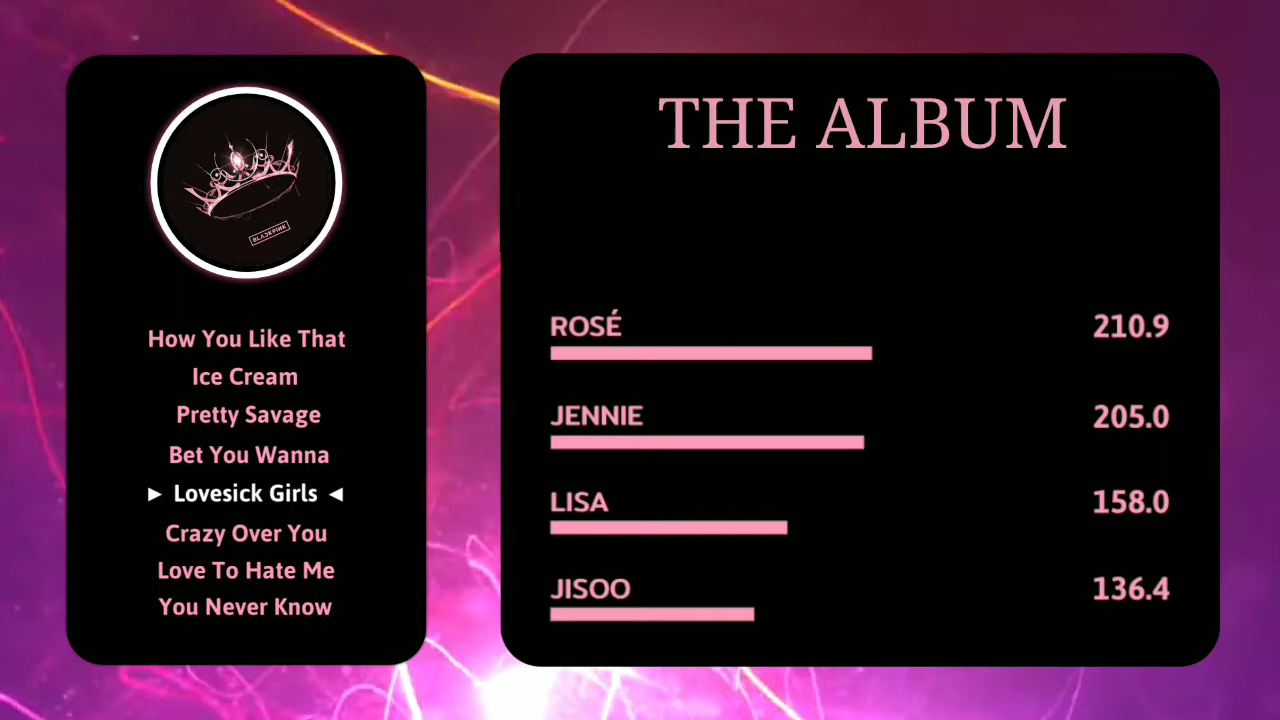 BLACKPINK
How You Like That
Ice Cream
Pretty Savage
Bet You Wanna
► Lovesick Girls ◄
Crazy Over You
Love To Hate Me
You Never Know
THE ALBUM
ROSÉ 210.9
JENNIE 205.0
LISA 158.0
JISOO 136.4